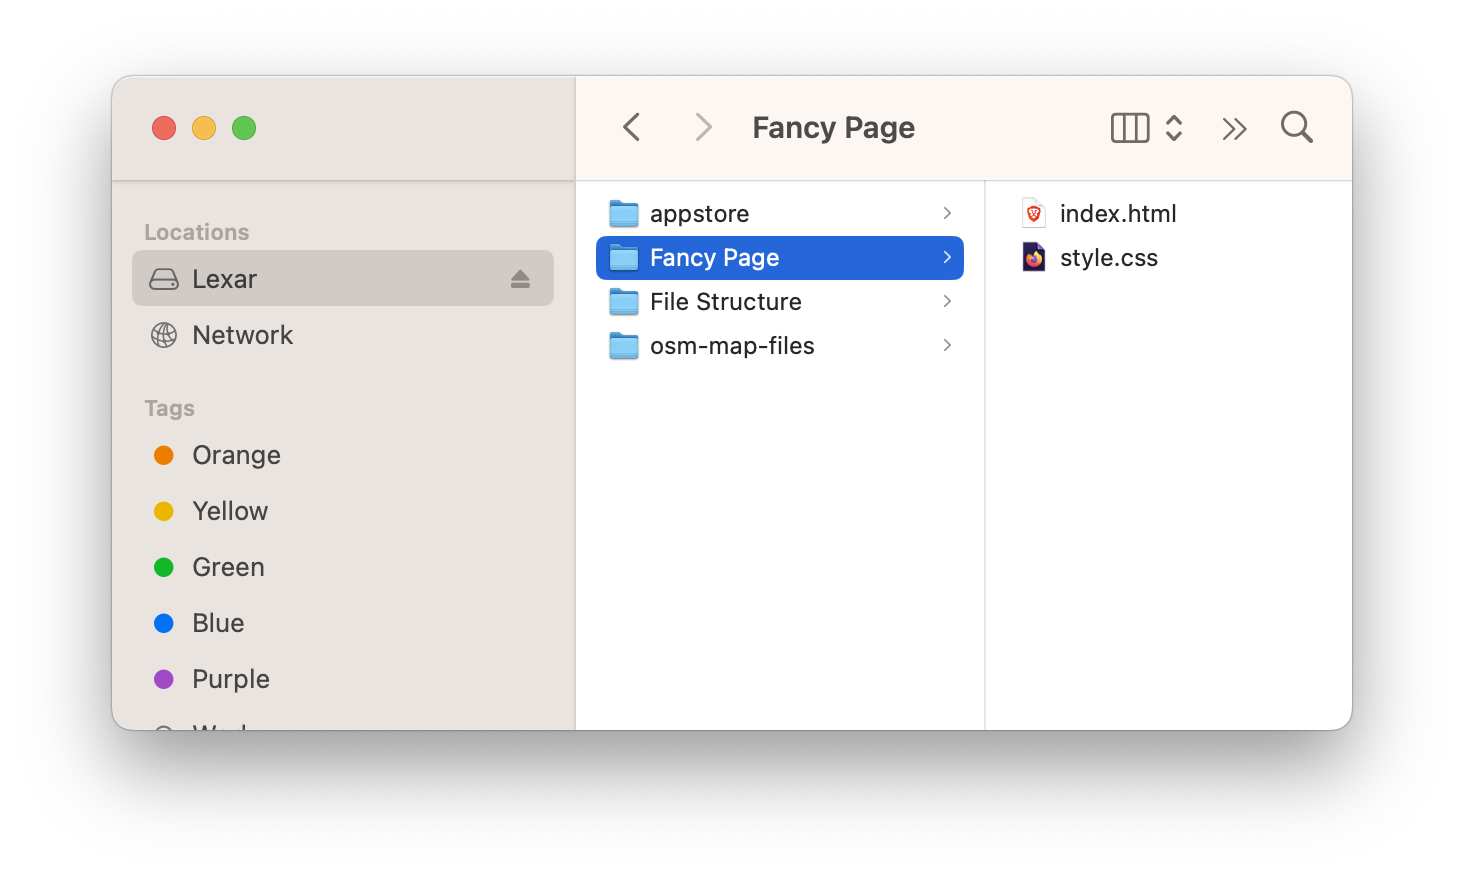 Fancy Page
Locations
Lexar
Network
Tags
Orange
Yellow
Green
Blue
Purple
appstore
Fancy Page
File Structure
osm-map-files
index.html
style.css